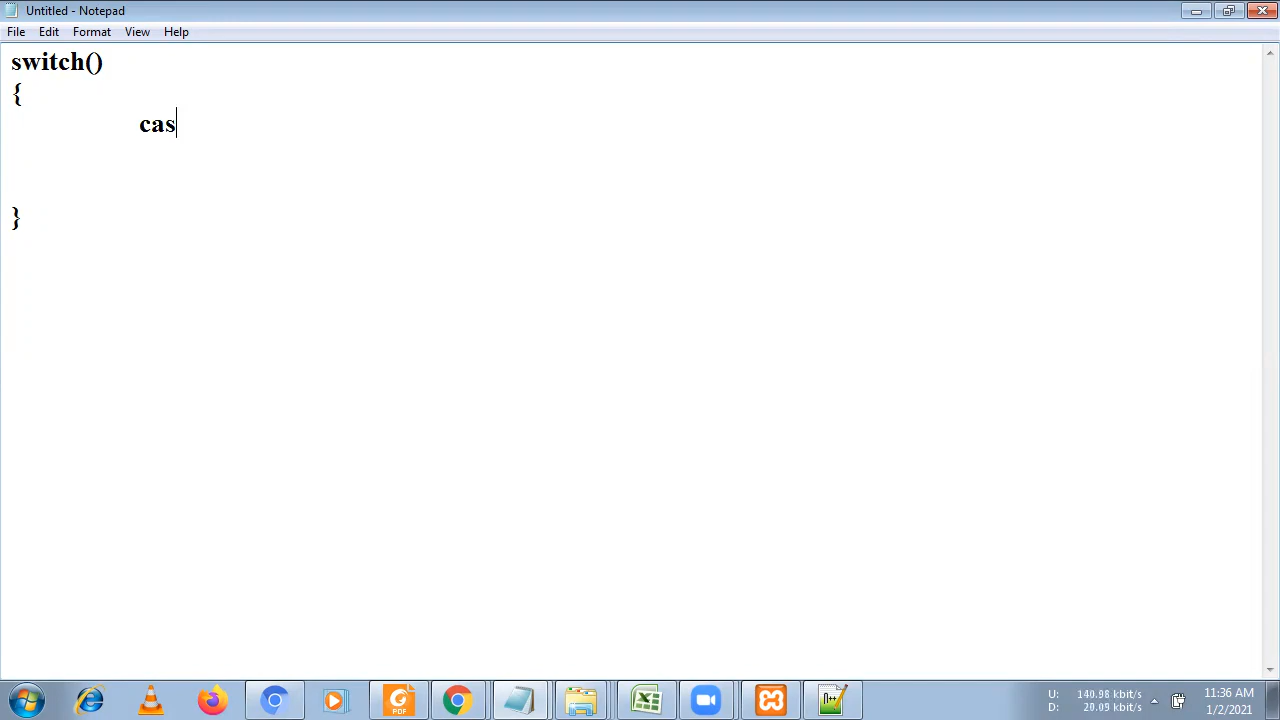 Untitled - Notepad
File Edit Format View Help
switch()
{
cas
}
PDF
n++
U: 140.98 kbit/s
D: 20.09 kbit/s
11:36 AM
1/2/2021